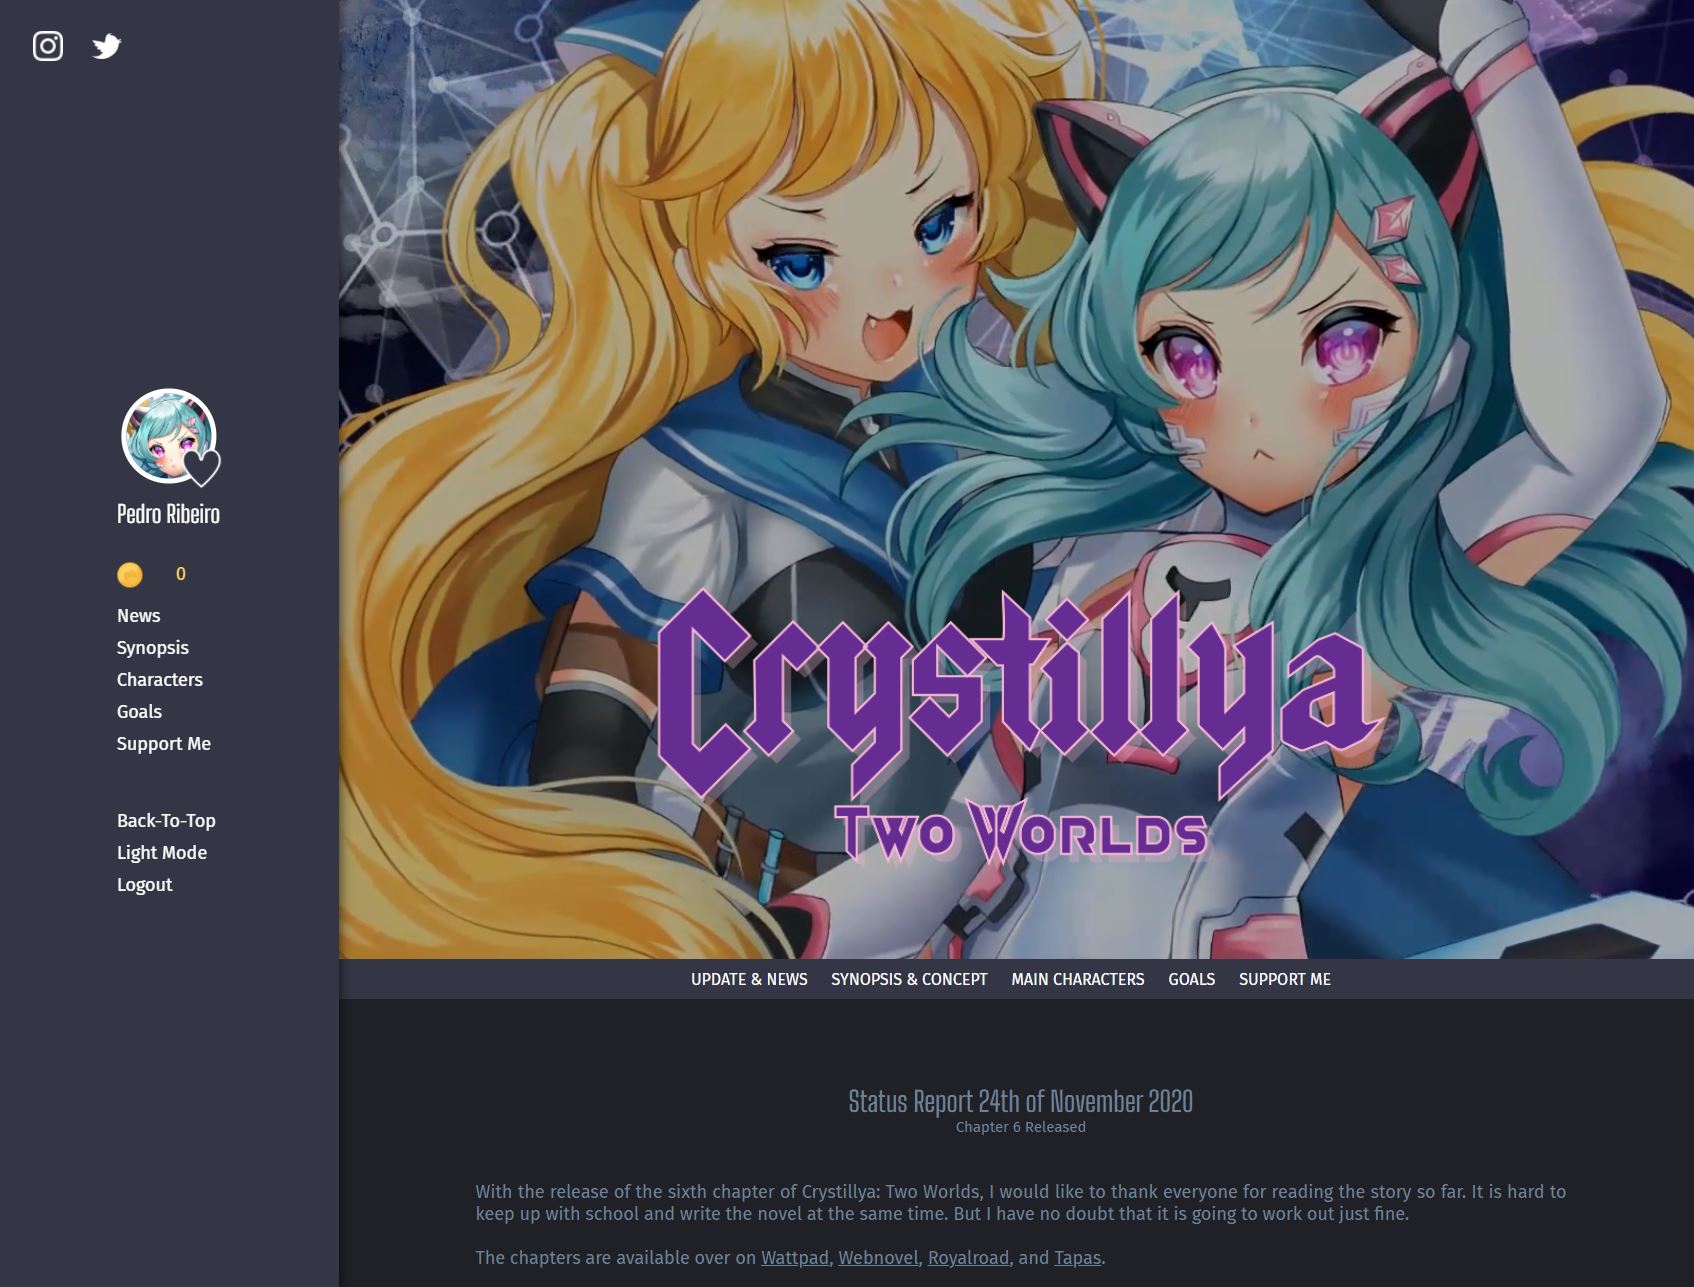 Pedro Ribeiro
0
News
Synopsis
Characters
Goals
Support Me
Back-To-Top
Light Mode
Logout
Crystillya
Two Worlds
UPDATE & NEWS SYNOPSIS & CONCEPT MAIN CHARACTERS GOALS SUPPORT ME
Status Report 24th of November 2020
Chapter 6 Released
With the release of the sixth chapter of Crystillya: Two Worlds, I would like to thank everyone for reading the story so far. It is hard to
keep up with school and write the novel at the same time. But I have no doubt that it is going to work out just fine.
The chapters are available over on Wattpad, Webnovel, Royalroad, and Tapas.